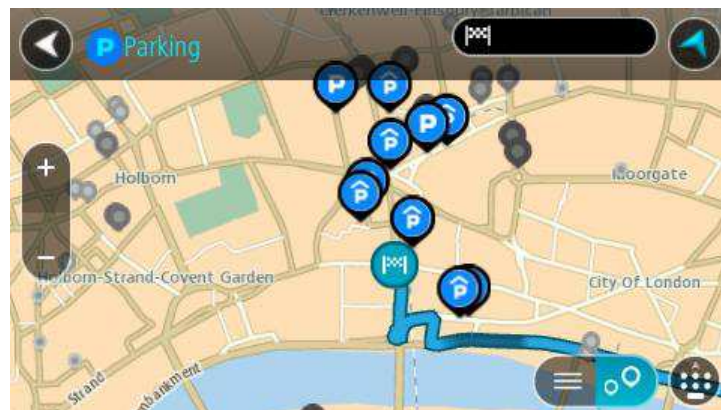 Clerkenwell-Finsbury-Barbican
P Parking
Holborn
Moorgate
Holborn-Strand-Covent Garden
City Of London
Strand
Embankment
P
P
P
P
P
P
P
+
−
A